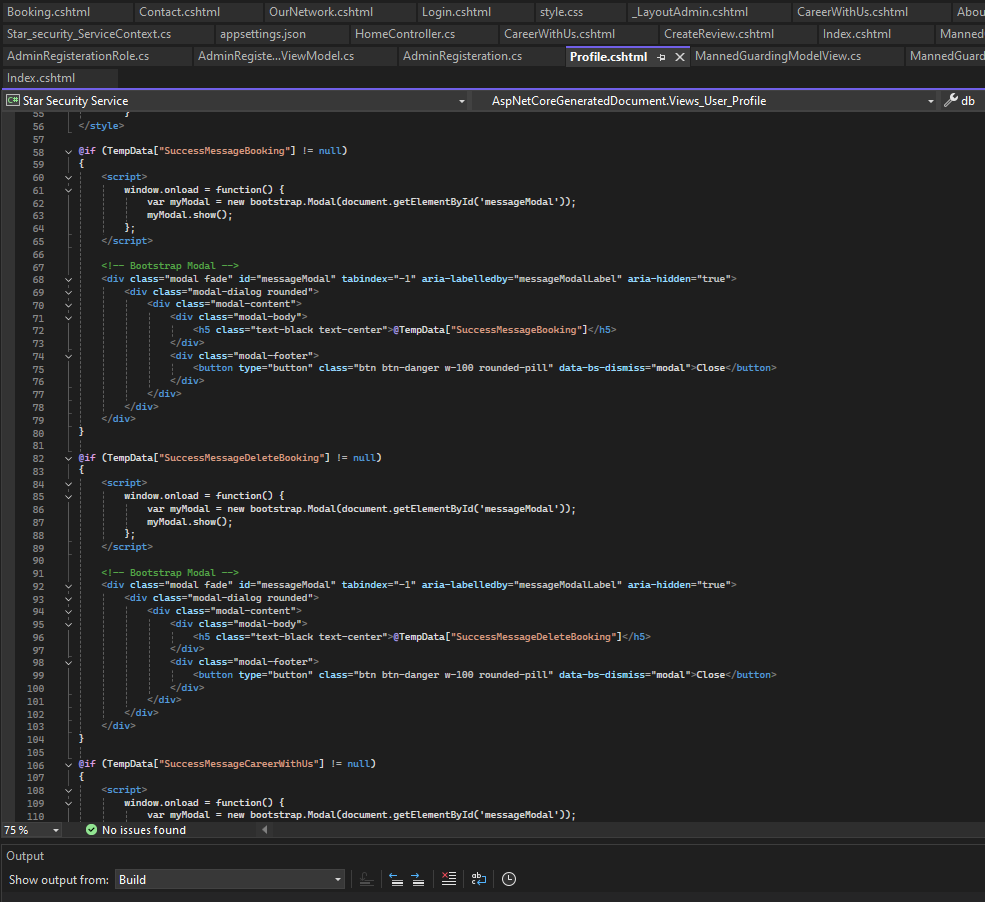 Booking.cshtml Contact.cshtml OurNetwork.cshtml Login.cshtml style.css _LayoutAdmin.cshtml CareerWithUs.cshtml Abou
Star_security_ServiceContext.cs appsettings.json HomeController.cs CareerWithUs.cshtml CreateReview.cshtml Index.cshtml Manned
AdminRegisterationRole.cs AdminRegiste...ViewModel.cs AdminRegisteration.cs Profile.cshtml MannedGuardingModelView.cs MannedGuard
Index.cshtml
C# Star Security Service AspNetCoreGeneratedDocument.Views_User_Profile db
55 }
56 </style>
57
58 @if (TempData["SuccessMessageBooking"] != null)
59 {
60 <script>
61 window.onload = function() {
62 var myModal = new bootstrap.Modal(document.getElementById('messageModal'));
63 myModal.show();
64 };
65 </script>
66
67 <!-- Bootstrap Modal -->
68 <div class="modal fade" id="messageModal" tabindex="-1" aria-labelledby="messageModalLabel" aria-hidden="true">
69 <div class="modal-dialog rounded">
70 <div class="modal-content">
71 <div class="modal-body">
72 <h5 class="text-black text-center">@TempData["SuccessMessageBooking"]</h5>
73 </div>
74 <div class="modal-footer">
75 <button type="button" class="btn btn-danger w-100 rounded-pill" data-bs-dismiss="modal">Close</button>
76 </div>
77 </div>
78 </div>
79 </div>
80 }
81
82 @if (TempData["SuccessMessageDeleteBooking"] != null)
83 {
84 <script>
85 window.onload = function() {
86 var myModal = new bootstrap.Modal(document.getElementById('messageModal'));
87 myModal.show();
88 };
89 </script>
90
91 <!-- Bootstrap Modal -->
92 <div class="modal fade" id="messageModal" tabindex="-1" aria-labelledby="messageModalLabel" aria-hidden="true">
93 <div class="modal-dialog rounded">
94 <div class="modal-content">
95 <div class="modal-body">
96 <h5 class="text-black text-center">@TempData["SuccessMessageDeleteBooking"]</h5>
97 </div>
98 <div class="modal-footer">
99 <button type="button" class="btn btn-danger w-100 rounded-pill" data-bs-dismiss="modal">Close</button>
100 </div>
101 </div>
102 </div>
103 </div>
104 }
105
106 @if (TempData["SuccessMessageCareerWithUs"] != null)
107 {
108 <script>
109 window.onload = function() {
110 var myModal = new bootstrap.Modal(document.getElementById('messageModal'));
75 % No issues found
Output
Show output from: Build